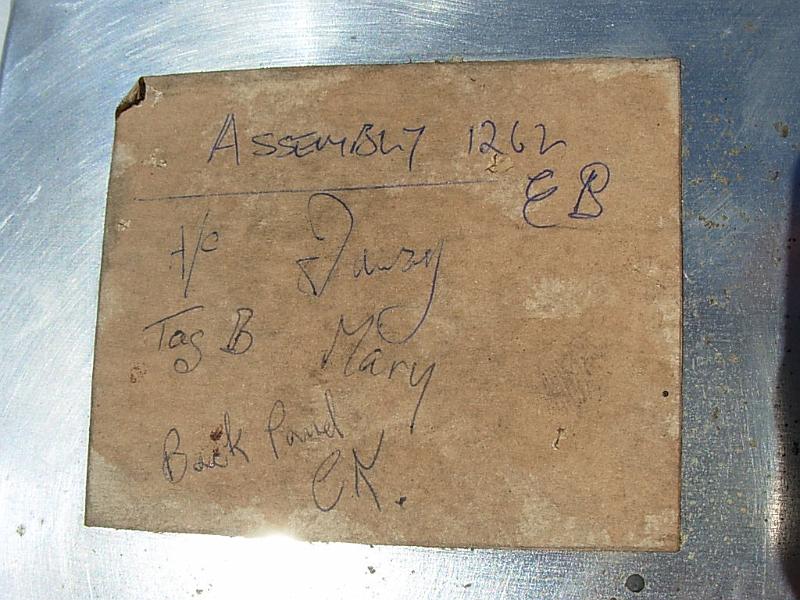 ASSEMBLY 1262
EB
T/C
Tag B Mary
Back Panel
CK.